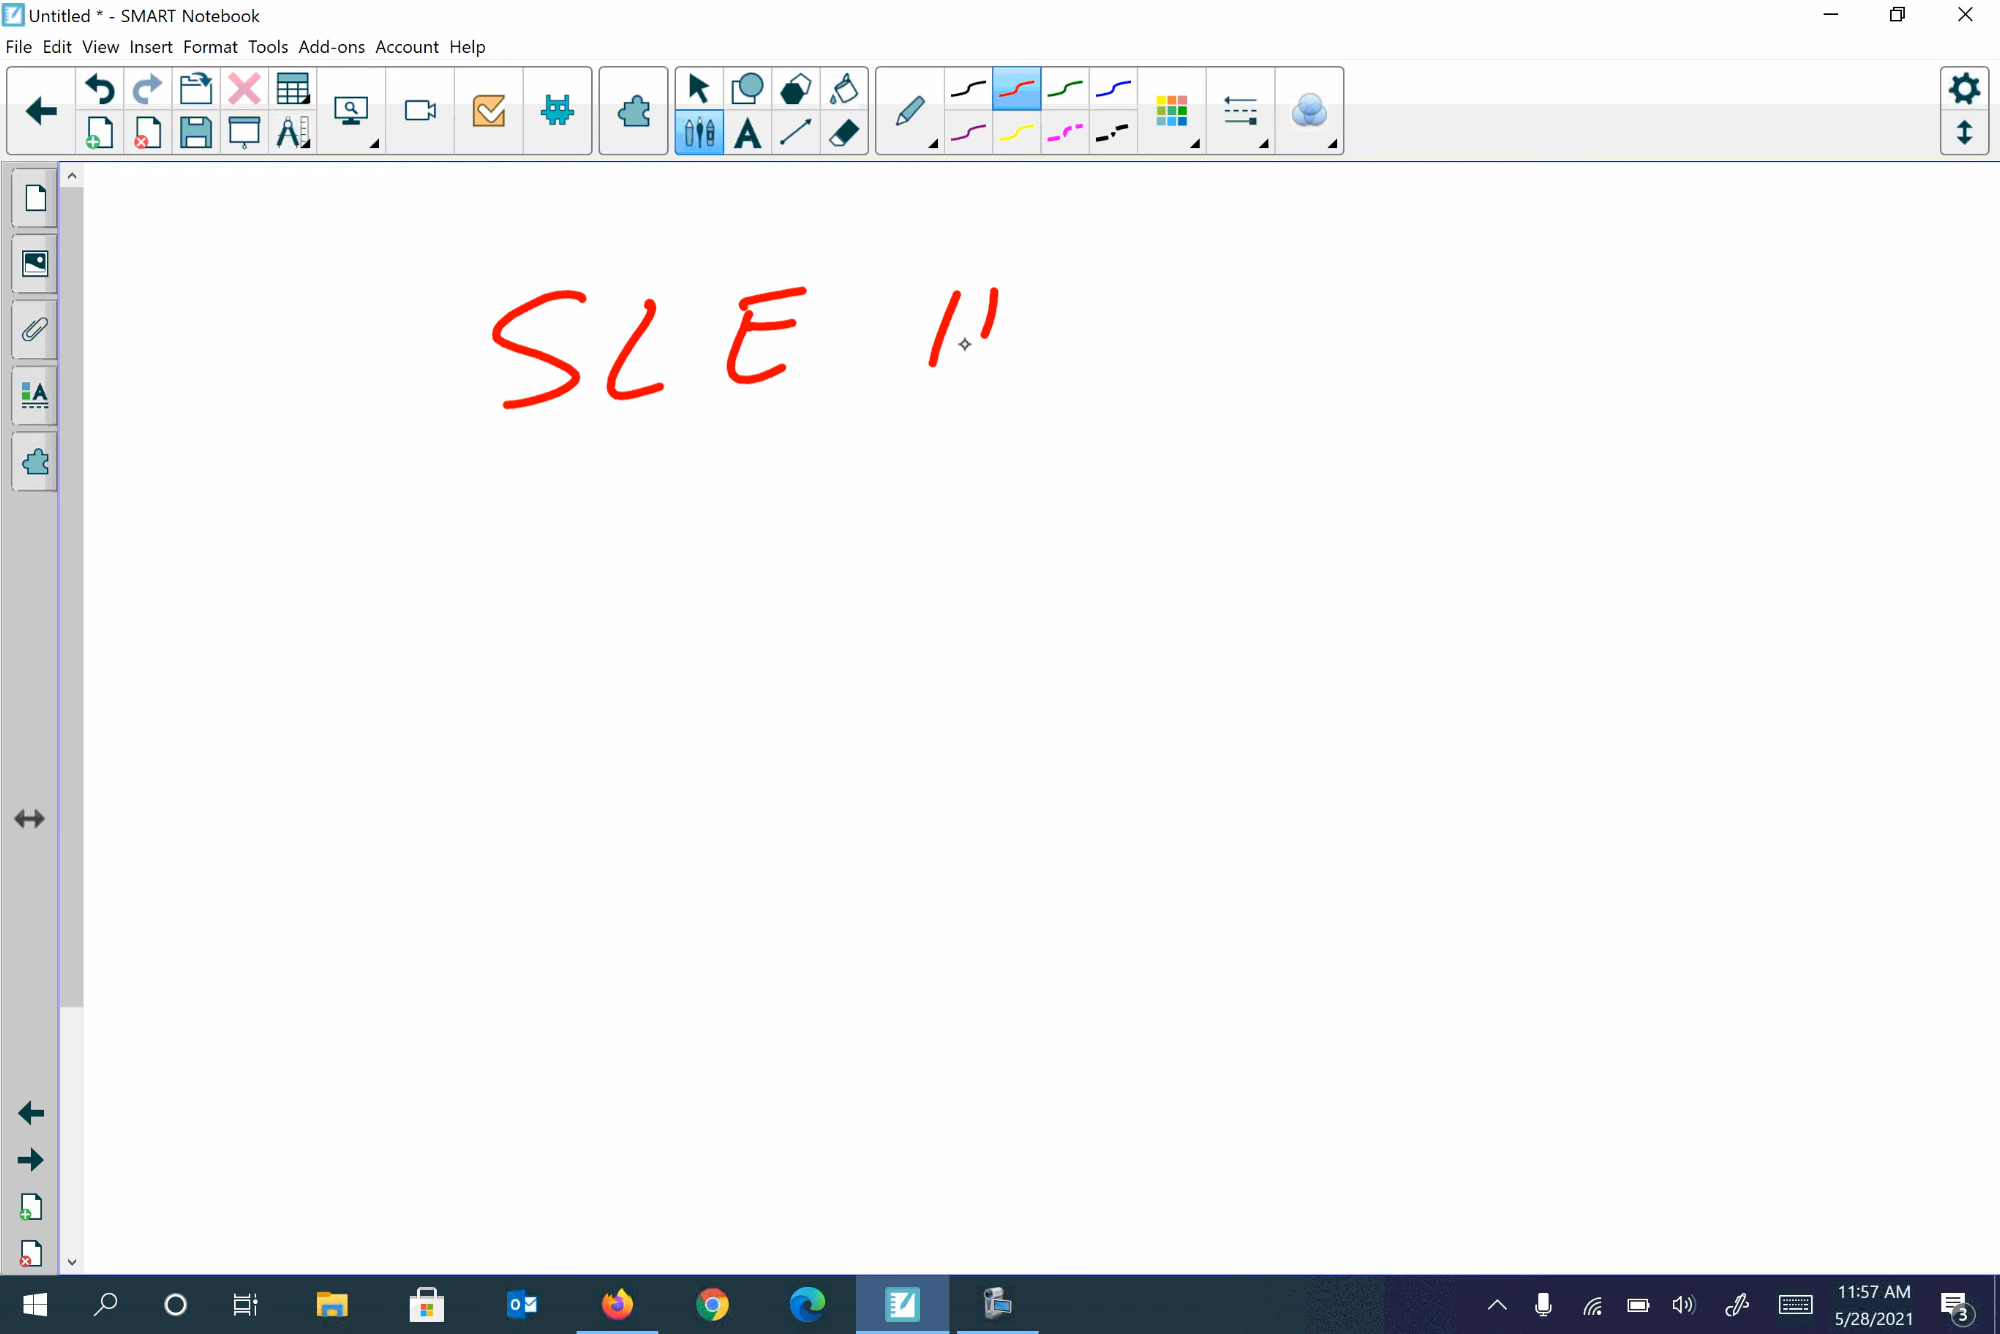 Untitled * - SMART Notebook
File Edit View Insert Format Tools Add-ons Account Help
SLE
11:57 AM
5/28/2021
3